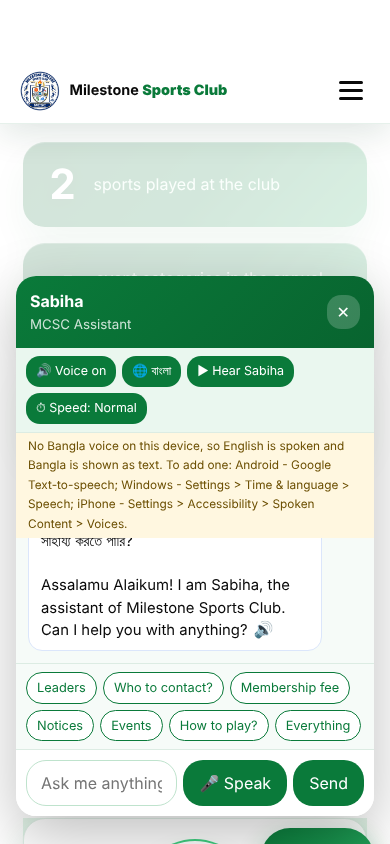 Milestone Sports Club
2 sports played at the club
Sabiha
MCSC Assistant
✕
🔊 Voice on
🌐 বাংলা
▶ Hear Sabiha
⏱ Speed: Normal
No Bangla voice on this device, so English is spoken and
Bangla is shown as text. To add one: Android - Google
Text-to-speech; Windows - Settings > Time & language >
Speech; iPhone - Settings > Accessibility > Spoken
Content > Voices.
সাহায্য করতে পারি?
Assalamu Alaikum! I am Sabiha, the
assistant of Milestone Sports Club.
Can I help you with anything? 🔊
Leaders
Who to contact?
Membership fee
Notices
Events
How to play?
Everything
Ask me anything
🎤 Speak
Send